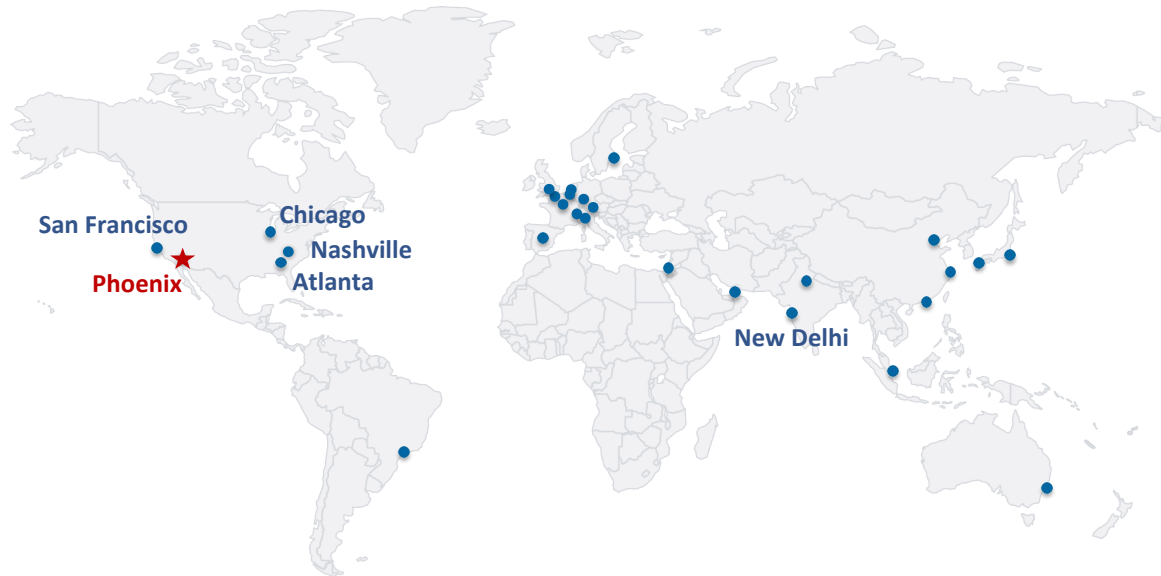 Chicago
San Francisco
Nashville
Phoenix
Atlanta
New Delhi